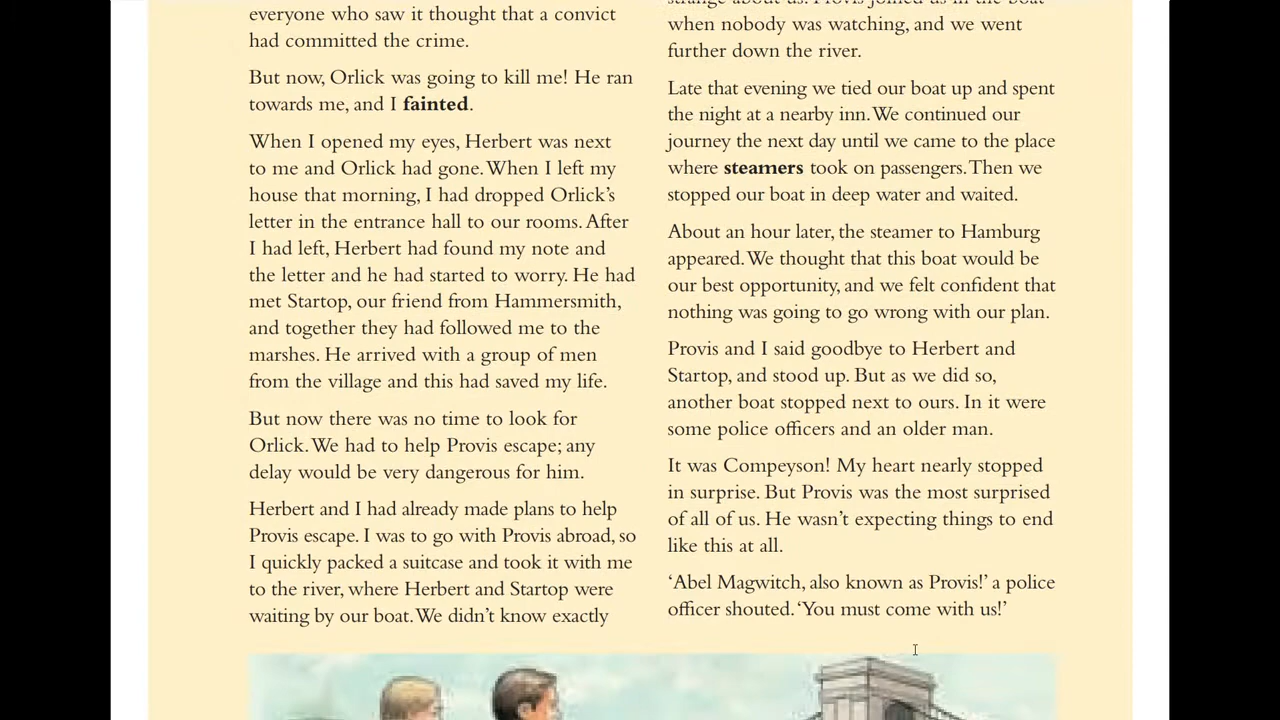 everyone who saw it thought that a convict
had committed the crime.
But now, Orlick was going to kill me! He ran
towards me, and I fainted.
When I opened my eyes, Herbert was next
to me and Orlick had gone. When I left my
house that morning, I had dropped Orlick's
letter in the entrance hall to our rooms. After
I had left, Herbert had found my note and
the letter and he had started to worry. He had
met Startop, our friend from Hammersmith,
and together they had followed me to the
marshes. He arrived with a group of men
from the village and this had saved my life.
But now there was no time to look for
Orlick. We had to help Provis escape; any
delay would be very dangerous for him.
Herbert and I had already made plans to help
Provis escape. I was to go with Provis abroad, so
I quickly packed a suitcase and took it with me
to the river, where Herbert and Startop were
waiting by our boat. We didn't know exactly
strange about us. Provis joined us in the boat
when nobody was watching, and we went
further down the river.
Late that evening we tied our boat up and spent
the night at a nearby inn. We continued our
journey the next day until we came to the place
where steamers took on passengers. Then we
stopped our boat in deep water and waited.
About an hour later, the steamer to Hamburg
appeared. We thought that this boat would be
our best opportunity, and we felt confident that
nothing was going to go wrong with our plan.
Provis and I said goodbye to Herbert and
Startop, and stood up. But as we did so,
another boat stopped next to ours. In it were
some police officers and an older man.
It was Compeyson! My heart nearly stopped
in surprise. But Provis was the most surprised
of all of us. He wasn't expecting things to end
like this at all.
'Abel Magwitch, also known as Provis!' a police
officer shouted. 'You must come with us!'